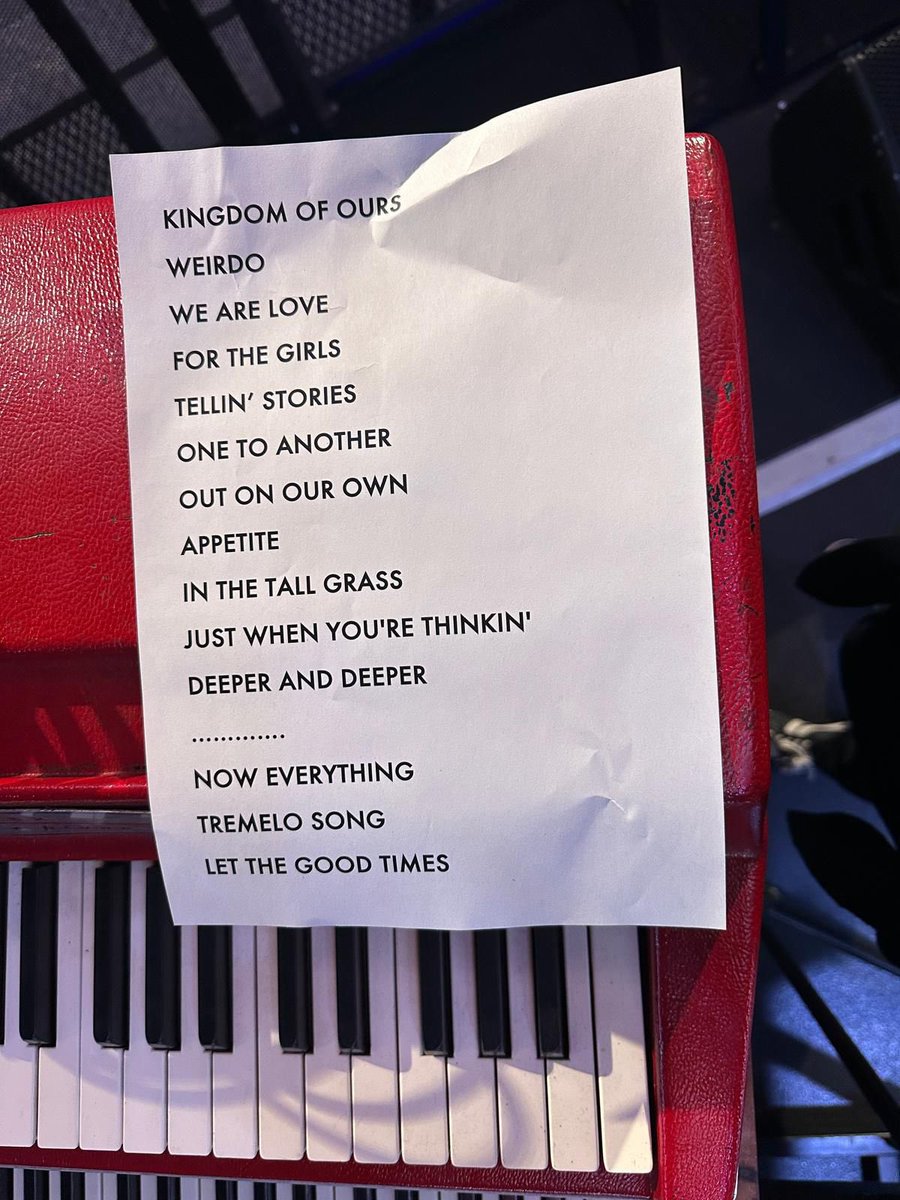 KINGDOM OF OURS
WEIRDO
WE ARE LOVE
FOR THE GIRLS
TELLIN’ STORIES
ONE TO ANOTHER
OUT ON OUR OWN
APPETITE
IN THE TALL GRASS
JUST WHEN YOU'RE THINKIN'
DEEPER AND DEEPER
.............
NOW EVERYTHING
TREMELO SONG
LET THE GOOD TIMES